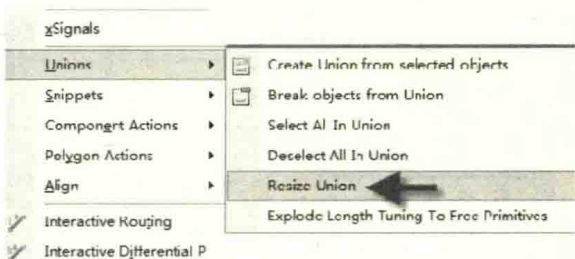 xSignals
Unions
Create Union from selected objects
Snippets
Break objects from Union
Component Actions
Select All In Union
Polygon Actions
Deselect All In Union
Align
Resize Union
Interactive Routing
Explode Length Tuning To Free Primitives
Interactive Differential P